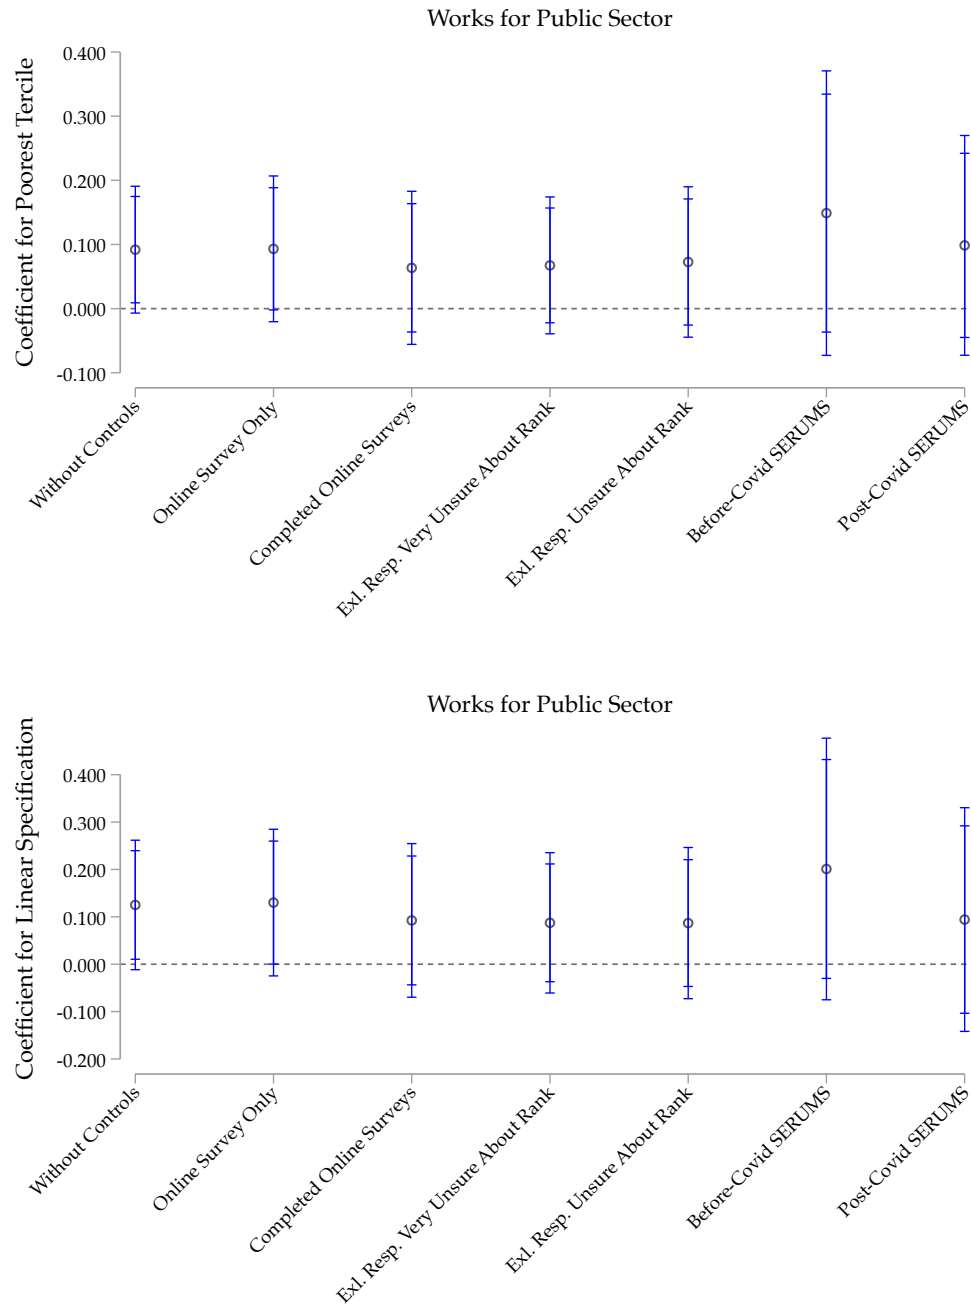 Works for Public Sector
Coefficient for Poorest Tercile
0.400
0.300
0.200
0.100
0.000
-0.100
Without Controls
Online Survey Only
Completed Online Surveys
Exl. Resp. Very Unsure About Rank
Exl. Resp. Unsure About Rank
Before-Covid SERUMS
Post-Covid SERUMS
Works for Public Sector
Coefficient for Linear Specification
0.400
0.300
0.200
0.100
0.000
-0.100
-0.200
Without Controls
Online Survey Only
Completed Online Surveys
Exl. Resp. Very Unsure About Rank
Exl. Resp. Unsure About Rank
Before-Covid SERUMS
Post-Covid SERUMS